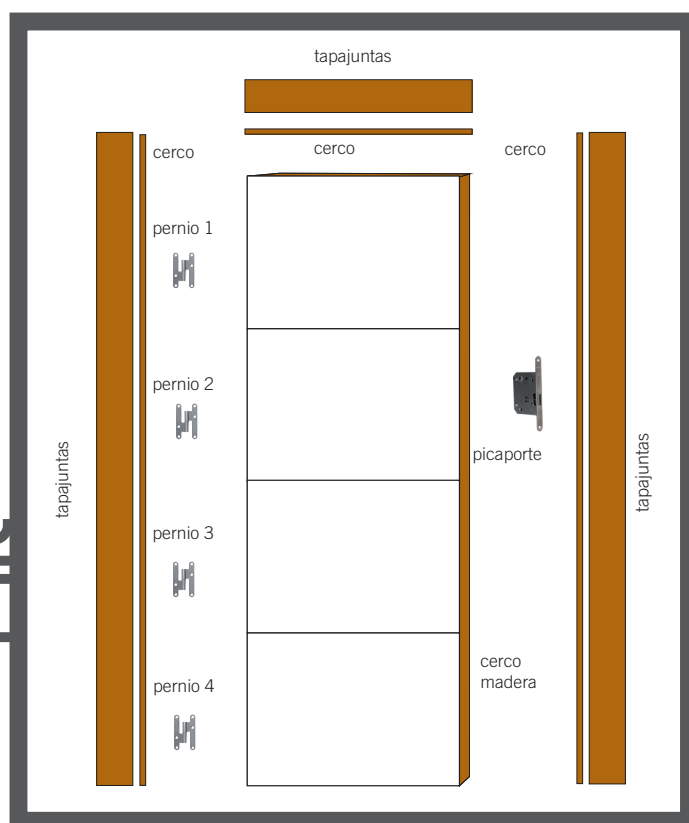 tapajuntas
cerco
cerco
cerco
pernio 1
pernio 2
picaporte
tapajuntas
tapajuntas
pernio 3
cerco
madera
pernio 4